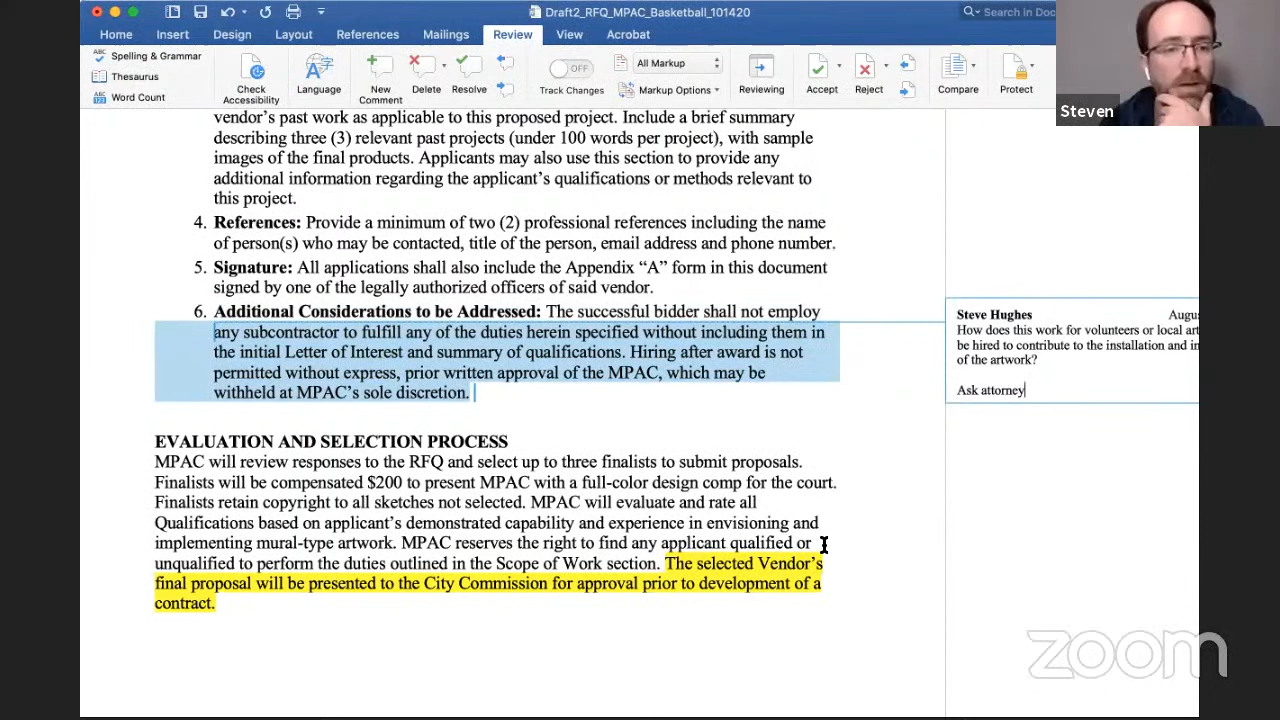 Draft2_RFQ_MPAC_Basketball_101420
Search in Doc
Home Insert Design Layout References Mailings Review View Acrobat
Spelling & Grammar
Thesaurus
Word Count
Check Accessibility
Language
New Comment
Delete
Resolve
OFF
Track Changes
All Markup
Markup Options
Reviewing
Accept
Reject
Compare
Protect
Steven
vendor’s past work as applicable to this proposed project. Include a brief summary
describing three (3) relevant past projects (under 100 words per project), with sample
images of the final products. Applicants may also use this section to provide any
additional information regarding the applicant’s qualifications or methods relevant to
this project.
4. References: Provide a minimum of two (2) professional references including the name
of person(s) who may be contacted, title of the person, email address and phone number.
5. Signature: All applications shall also include the Appendix “A” form in this document
signed by one of the legally authorized officers of said vendor.
6. Additional Considerations to be Addressed: The successful bidder shall not employ
any subcontractor to fulfill any of the duties herein specified without including them in
the initial Letter of Interest and summary of qualifications. Hiring after award is not
permitted without express, prior written approval of the MPAC, which may be
withheld at MPAC’s sole discretion.
EVALUATION AND SELECTION PROCESS
MPAC will review responses to the RFQ and select up to three finalists to submit proposals.
Finalists will be compensated $200 to present MPAC with a full-color design comp for the court.
Finalists retain copyright to all sketches not selected. MPAC will evaluate and rate all
Qualifications based on applicant’s demonstrated capability and experience in envisioning and
implementing mural-type artwork. MPAC reserves the right to find any applicant qualified or
unqualified to perform the duties outlined in the Scope of Work section. The selected Vendor’s
final proposal will be presented to the City Commission for approval prior to development of a
contract.
Steve Hughes Augu
How does this work for volunteers or local art
be hired to contribute to the installation and in
of the artwork?
Ask attorney
zoom